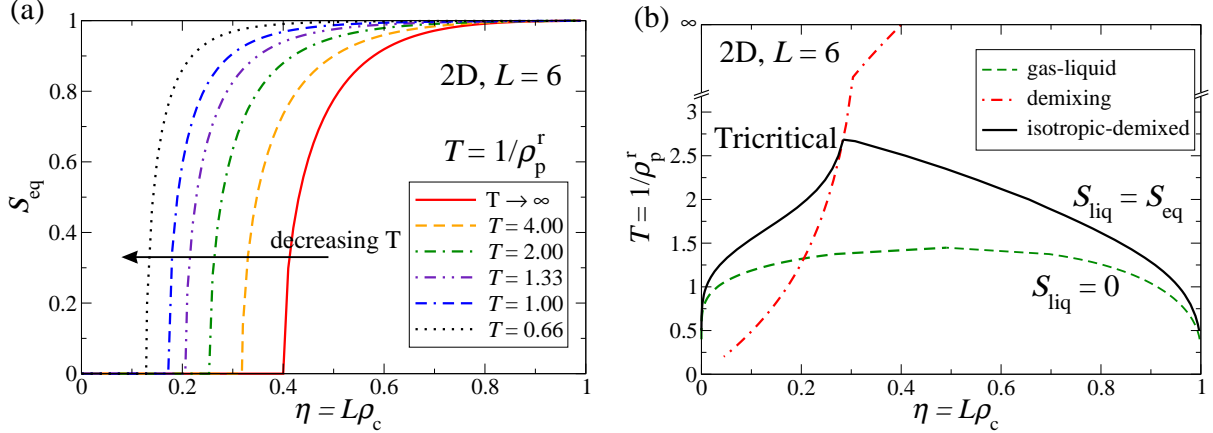 (a)
1
0.8
0.6
0.4
0.2
0
S_eq
2D, L = 6
T = 1/ρ_p^r
decreasing T
T → ∞
T = 4.00
T = 2.00
T = 1.33
T = 1.00
T = 0.66
0 0.2 0.4 0.6 0.8 1
η = Lρ_c
(b)
∞
3
2.5
2
1.5
1
0.5
0
T = 1/ρ_p^r
2D, L = 6
gas-liquid
demixing
isotropic-demixed
Tricritical
S_liq = S_eq
S_liq = 0
0 0.2 0.4 0.6 0.8 1
η = Lρ_c